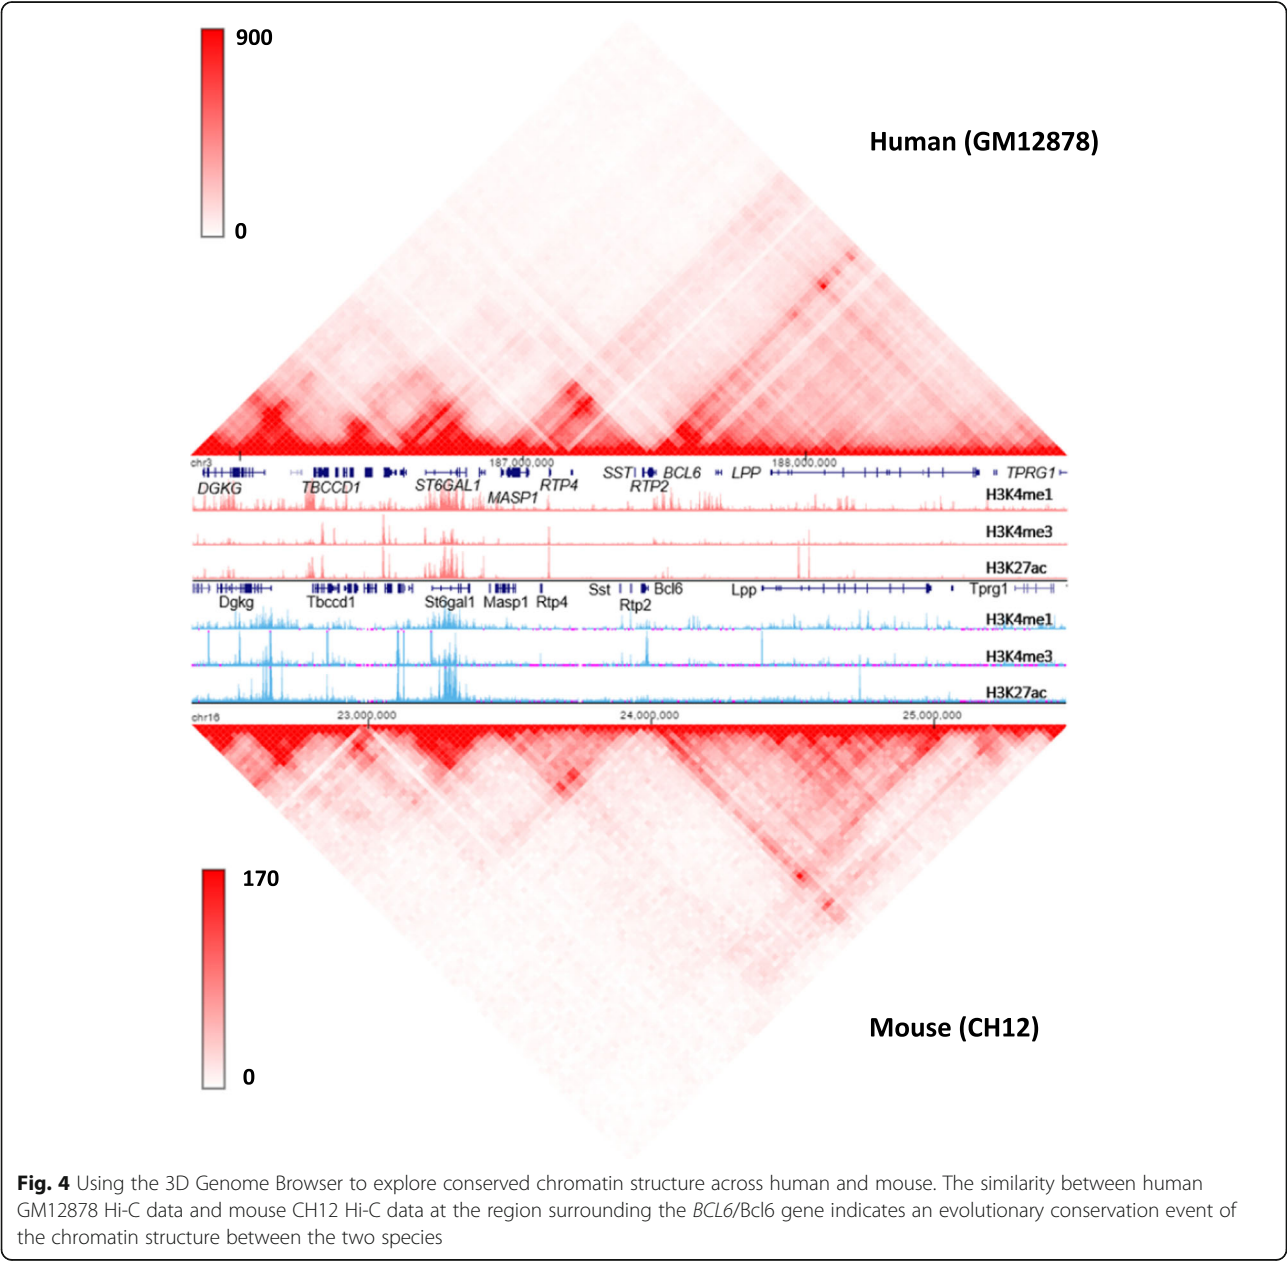 900
Human (GM12878)
0
chr3 187,000,000 188,000,000
DGKG TBCCD1 ST6GAL1 MASP1 RTP4 SST RTP2 BCL6 LPP TPRG1
H3K4me1
H3K4me3
H3K27ac
Dgkg Tbccd1 St6gal1 Masp1 Rtp4 Sst Rtp2 Bcl6 Lpp Tprg1
H3K4me1
H3K4me3
H3K27ac
chr16 23,000,000 24,000,000 25,000,000
170
Mouse (CH12)
0
Fig. 4 Using the 3D Genome Browser to explore conserved chromatin structure across human and mouse. The similarity between human
GM12878 Hi-C data and mouse CH12 Hi-C data at the region surrounding the BCL6/Bcl6 gene indicates an evolutionary conservation event of
the chromatin structure between the two species